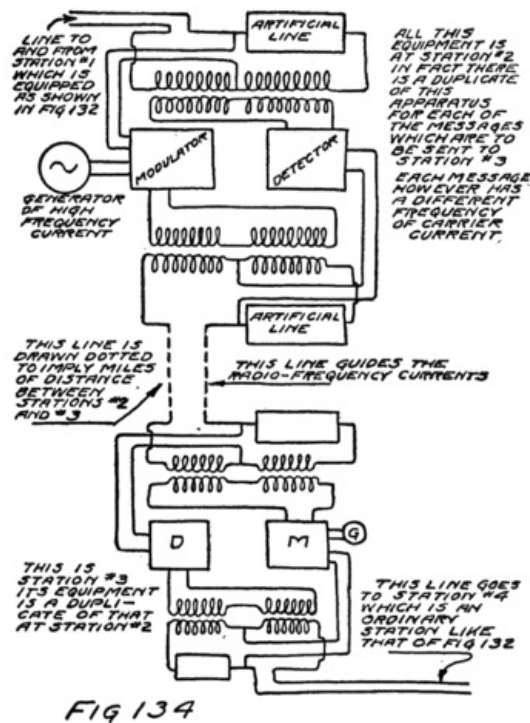 LINE TO
AND FROM
STATION #1
WHICH IS
EQUIPPED
AS SHOWN
IN FIG 132
ARTIFICIAL
LINE
ALL THIS
EQUIPMENT IS
AT STATION #2
IN FACT THERE
IS A DUPLICATE
OF THIS
APPARATUS
FOR EACH OF
THE MESSAGES
WHICH ARE TO
BE SENT TO
STATION #3
EACH MESSAGE
HOWEVER HAS
A DIFFERENT
FREQUENCY
OF CARRIER
CURRENT.
MODULATOR
DETECTOR
GENERATOR
OF HIGH
FREQUENCY
CURRENT
ARTIFICIAL
LINE
THIS LINE IS
DRAWN DOTTED
TO IMPLY MILES
OF DISTANCE
BETWEEN
STATIONS #2
AND #3
THIS LINE GUIDES THE
RADIO-FREQUENCY CURRENTS
D
M
G
THIS IS
STATION #3
ITS EQUIPMENT
IS A DUPLI-
CATE OF THAT
AT STATION #2
THIS LINE GOES
TO STATION #4
WHICH IS AN
ORDINARY
STATION LIKE
THAT OF FIG 132
FIG 134